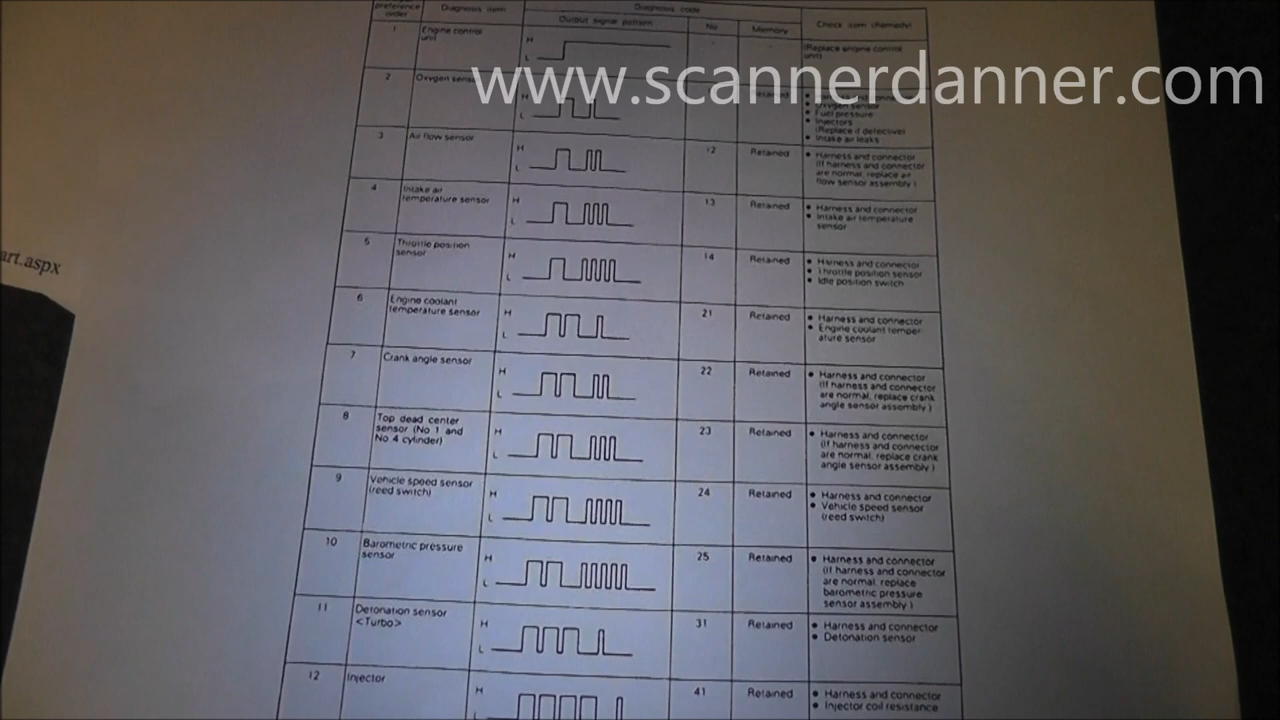 preference
order
Diagnosis item
Diagnosis code
Output signal pattern
No
Memory
Check item (Remedy)
1
Engine control
unit
H
L
-
-
(Replace engine control
unit)
www.scannerdanner.com
2
Oxygen
H
L
Retained
Oxygen sensor
● Fuel pressure
● Injectors
(Replace if defective)
● Intake air leaks
3
Air flow sensor
H
L
12
Retained
● Harness and connector
(If harness and connector
are normal, replace air
flow sensor assembly.)
4
Intake air
temperature sensor
H
L
13
Retained
● Harness and connector
● Intake air temperature
sensor
5
Throttle position
sensor
H
L
14
Retained
● Harness and connector
● Throttle position sensor
● Idle position switch
art.aspx
6
Engine coolant
temperature sensor
H
L
21
Retained
● Harness and connector
● Engine coolant temper
ature sensor
7
Crank angle sensor
H
L
22
Retained
● Harness and connector
(If harness and connector
are normal, replace crank
angle sensor assembly.)
8
Top dead center
sensor (No 1 and
No 4 cylinder)
H
L
23
Retained
● Harness and connector
(If harness and connector
are normal, replace crank
angle sensor assembly.)
9
Vehicle speed sensor
(reed switch)
H
L
24
Retained
● Harness and connector
● Vehicle speed sensor
(reed switch)
10
Barometric pressure
sensor
H
L
25
Retained
● Harness and connector
(If harness and connector
are normal, replace
barometric pressure
sensor assembly.)
11
Detonation sensor
<Turbo>
H
L
31
Retained
● Harness and connector
● Detonation sensor
12
Injector
H
41
Retained
● Harness and connector
● Injector coil resistance